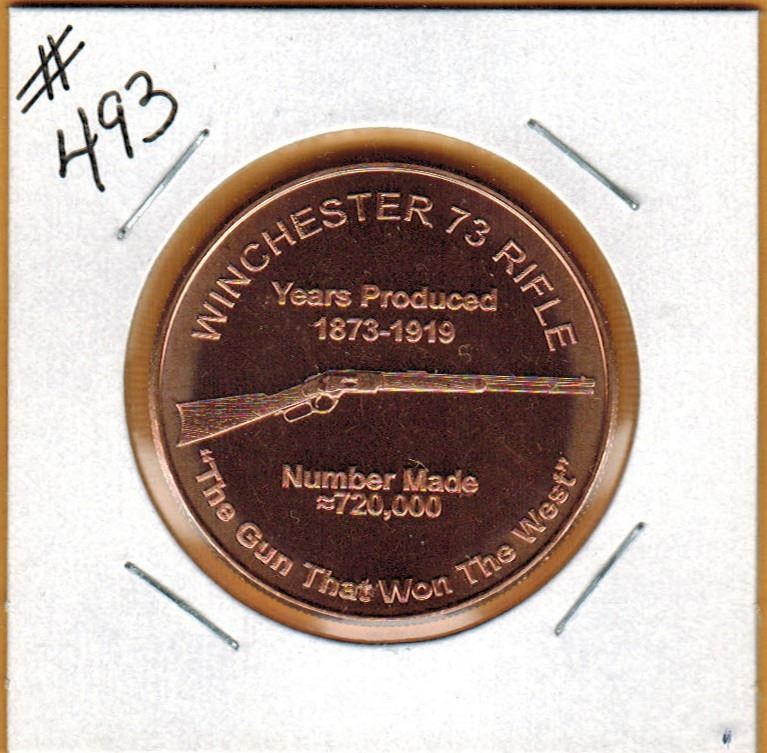 #
493
WINCHESTER 73 RIFLE
Years Produced
1873-1919
Number Made
≈720,000
"The Gun That Won The West"